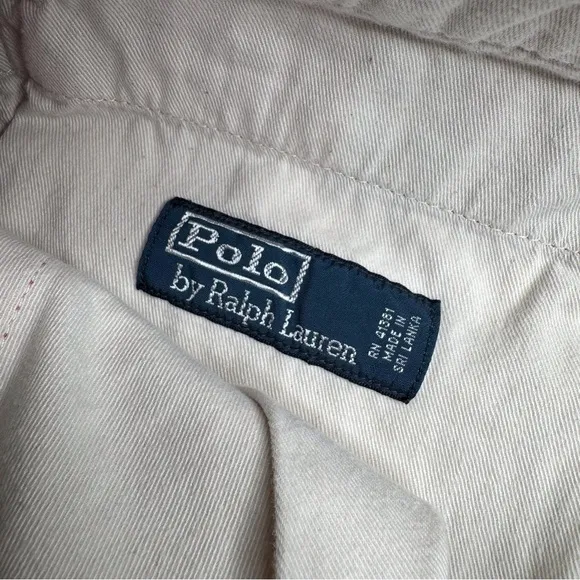 Polo
by Ralph Lauren
RN 41381
MADE IN
SRI LANKA